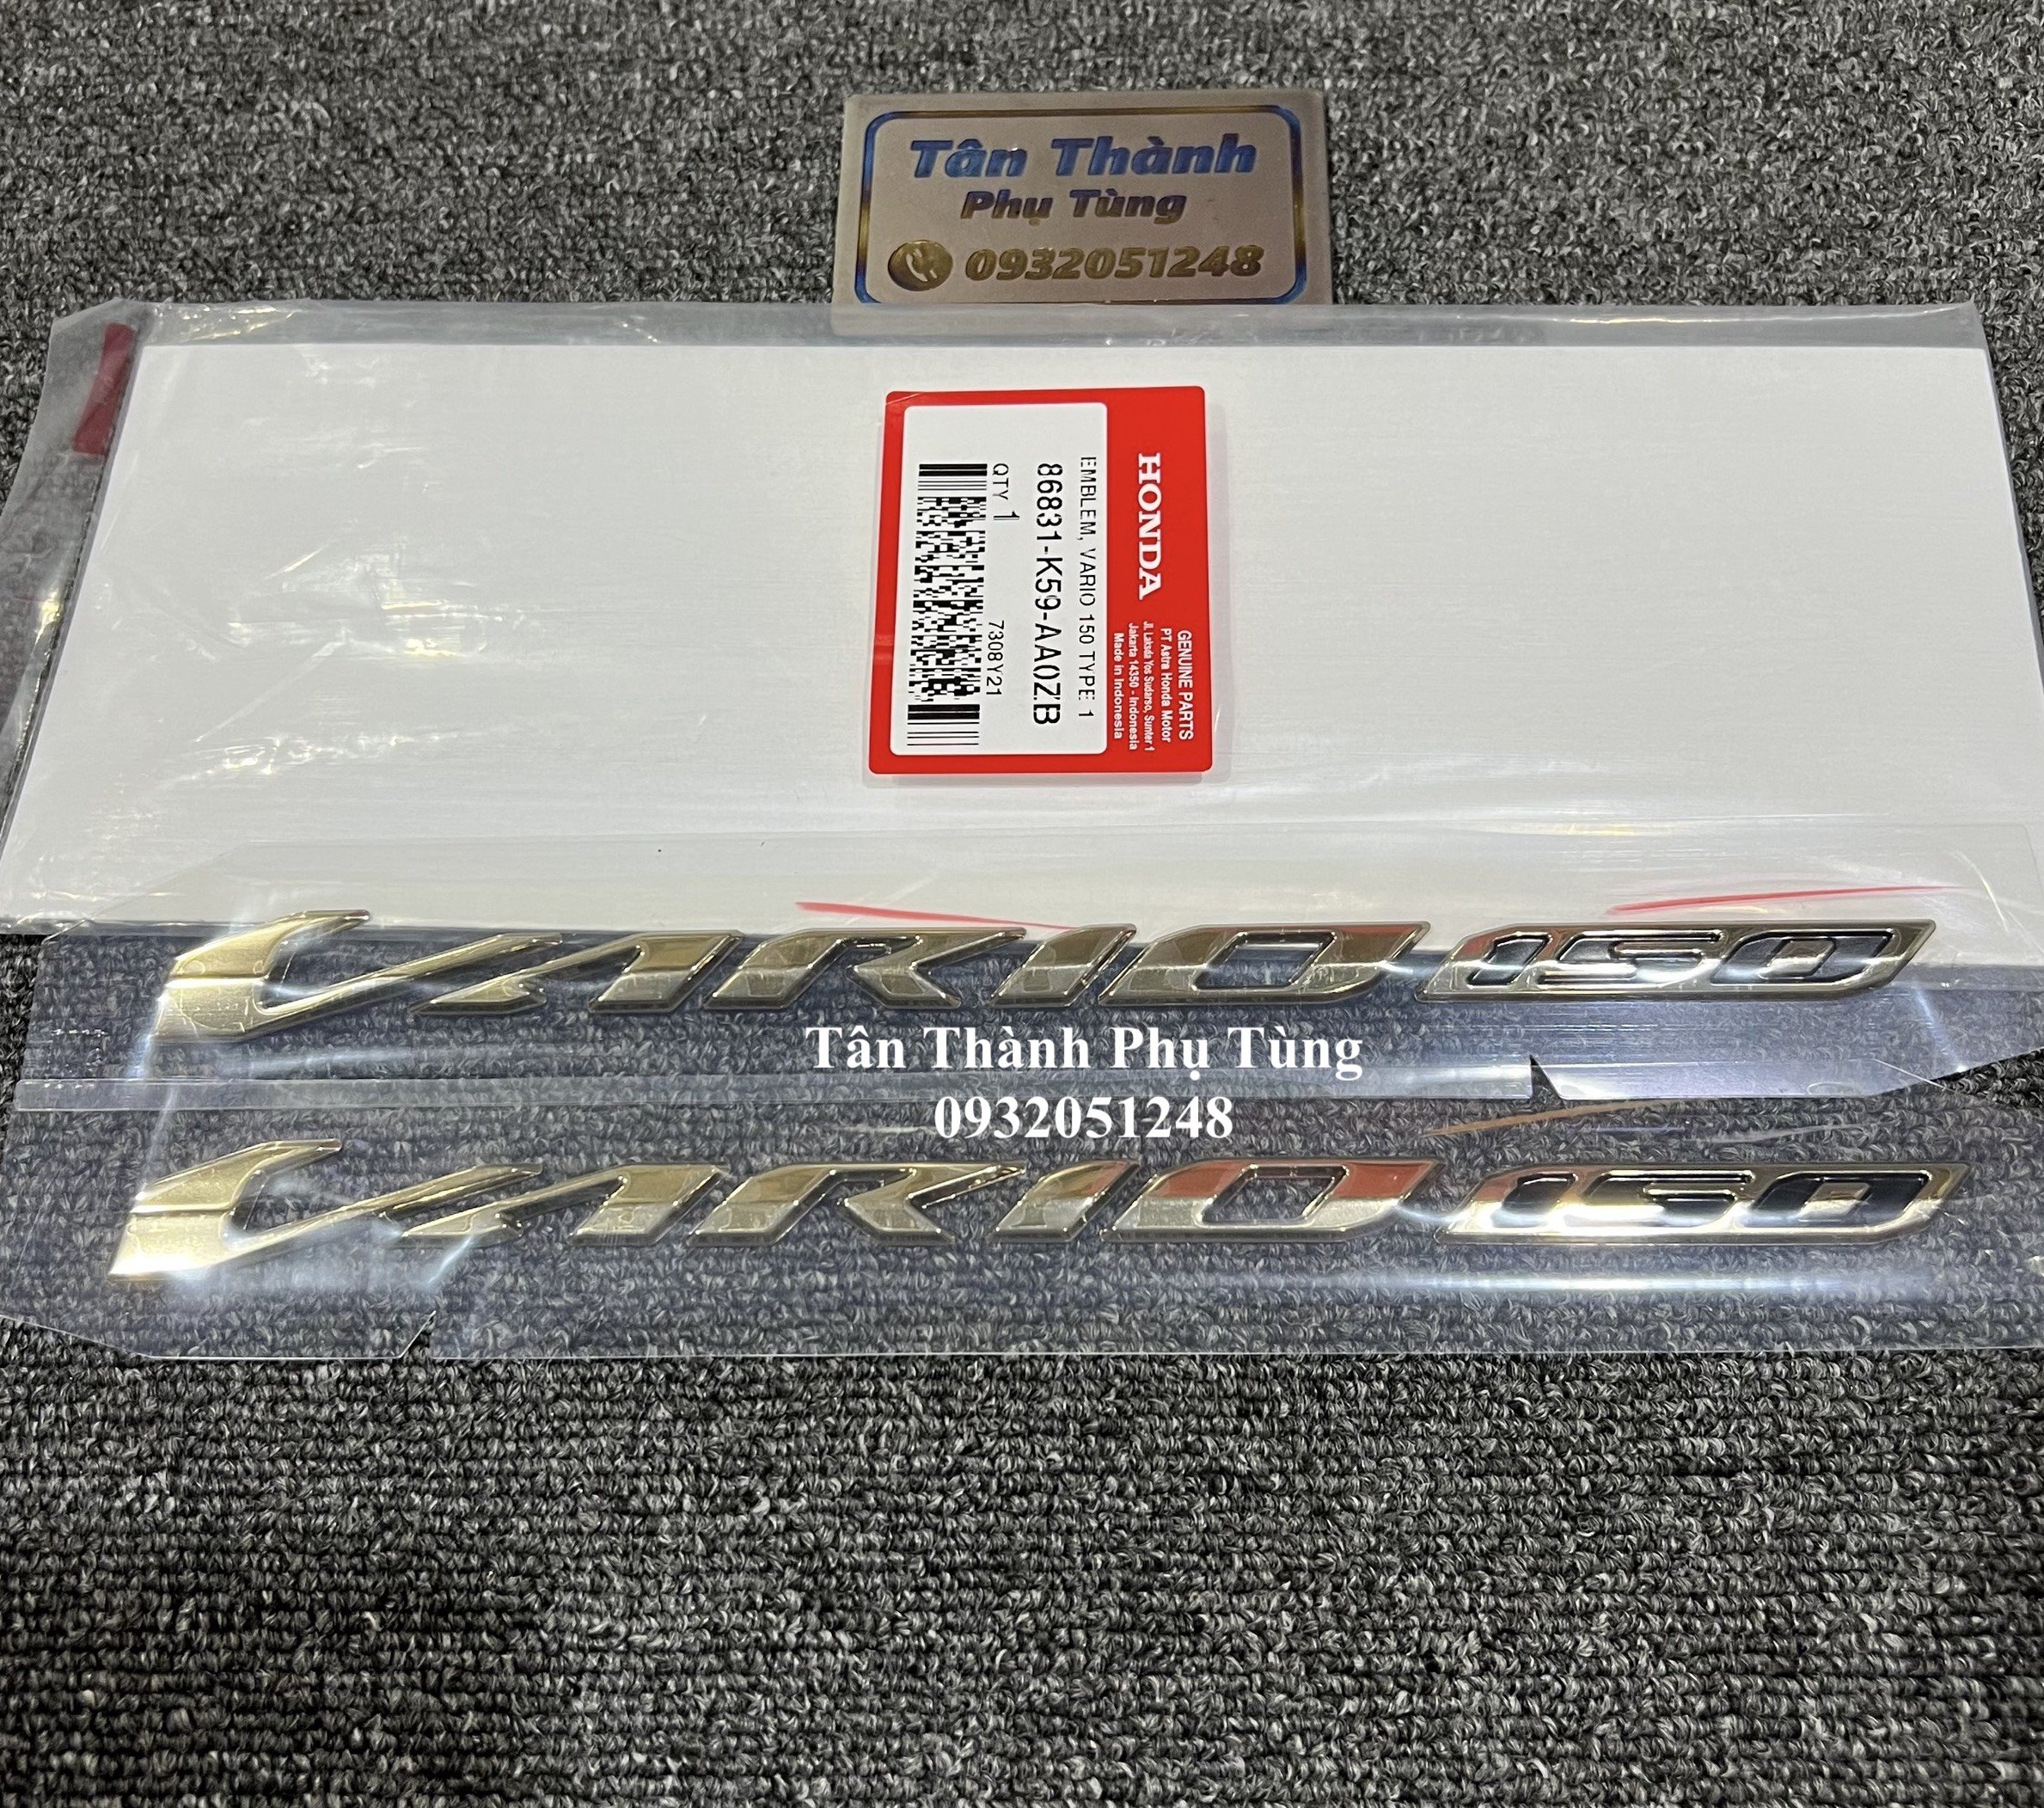 Tân Thành
Phụ Tùng
0932051248
HONDA
GENUINE PARTS
PT Astra Honda Motor
Jl. Laksda Yos Sudarso, Sunter 1
Jakarta 14350 - Indonesia
Made in Indonesia
EMBLEM, VARIO 150 TYPE 1
86831-K59-AA0ZB
QTY 1 7308Y21
VARIO 150
Tân Thành Phụ Tùng
0932051248
VARIO 150